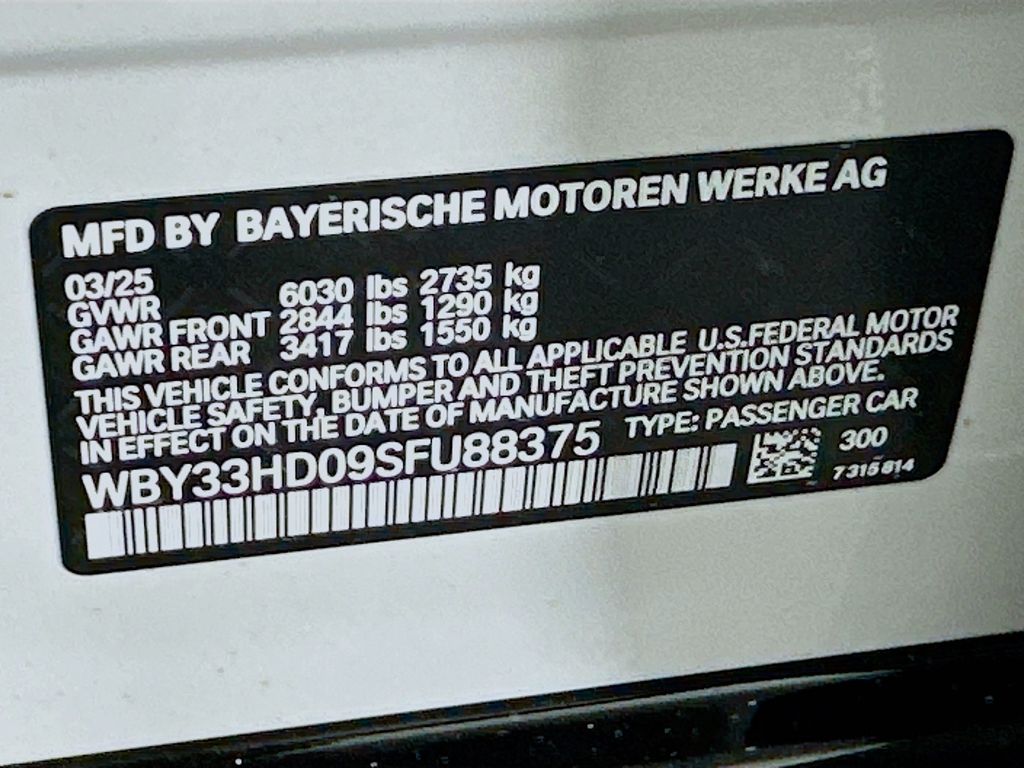 MFD BY BAYERISCHE MOTOREN WERKE AG
03/25
GVWR 6030 lbs 2735 kg
GAWR FRONT 2844 lbs 1290 kg
GAWR REAR 3417 lbs 1550 kg
THIS VEHICLE CONFORMS TO ALL APPLICABLE U.S.FEDERAL MOTOR
VEHICLE SAFETY, BUMPER AND THEFT PREVENTION STANDARDS
IN EFFECT ON THE DATE OF MANUFACTURE SHOWN ABOVE.
WBY33HD09SFU88375 TYPE: PASSENGER CAR
300
7315614